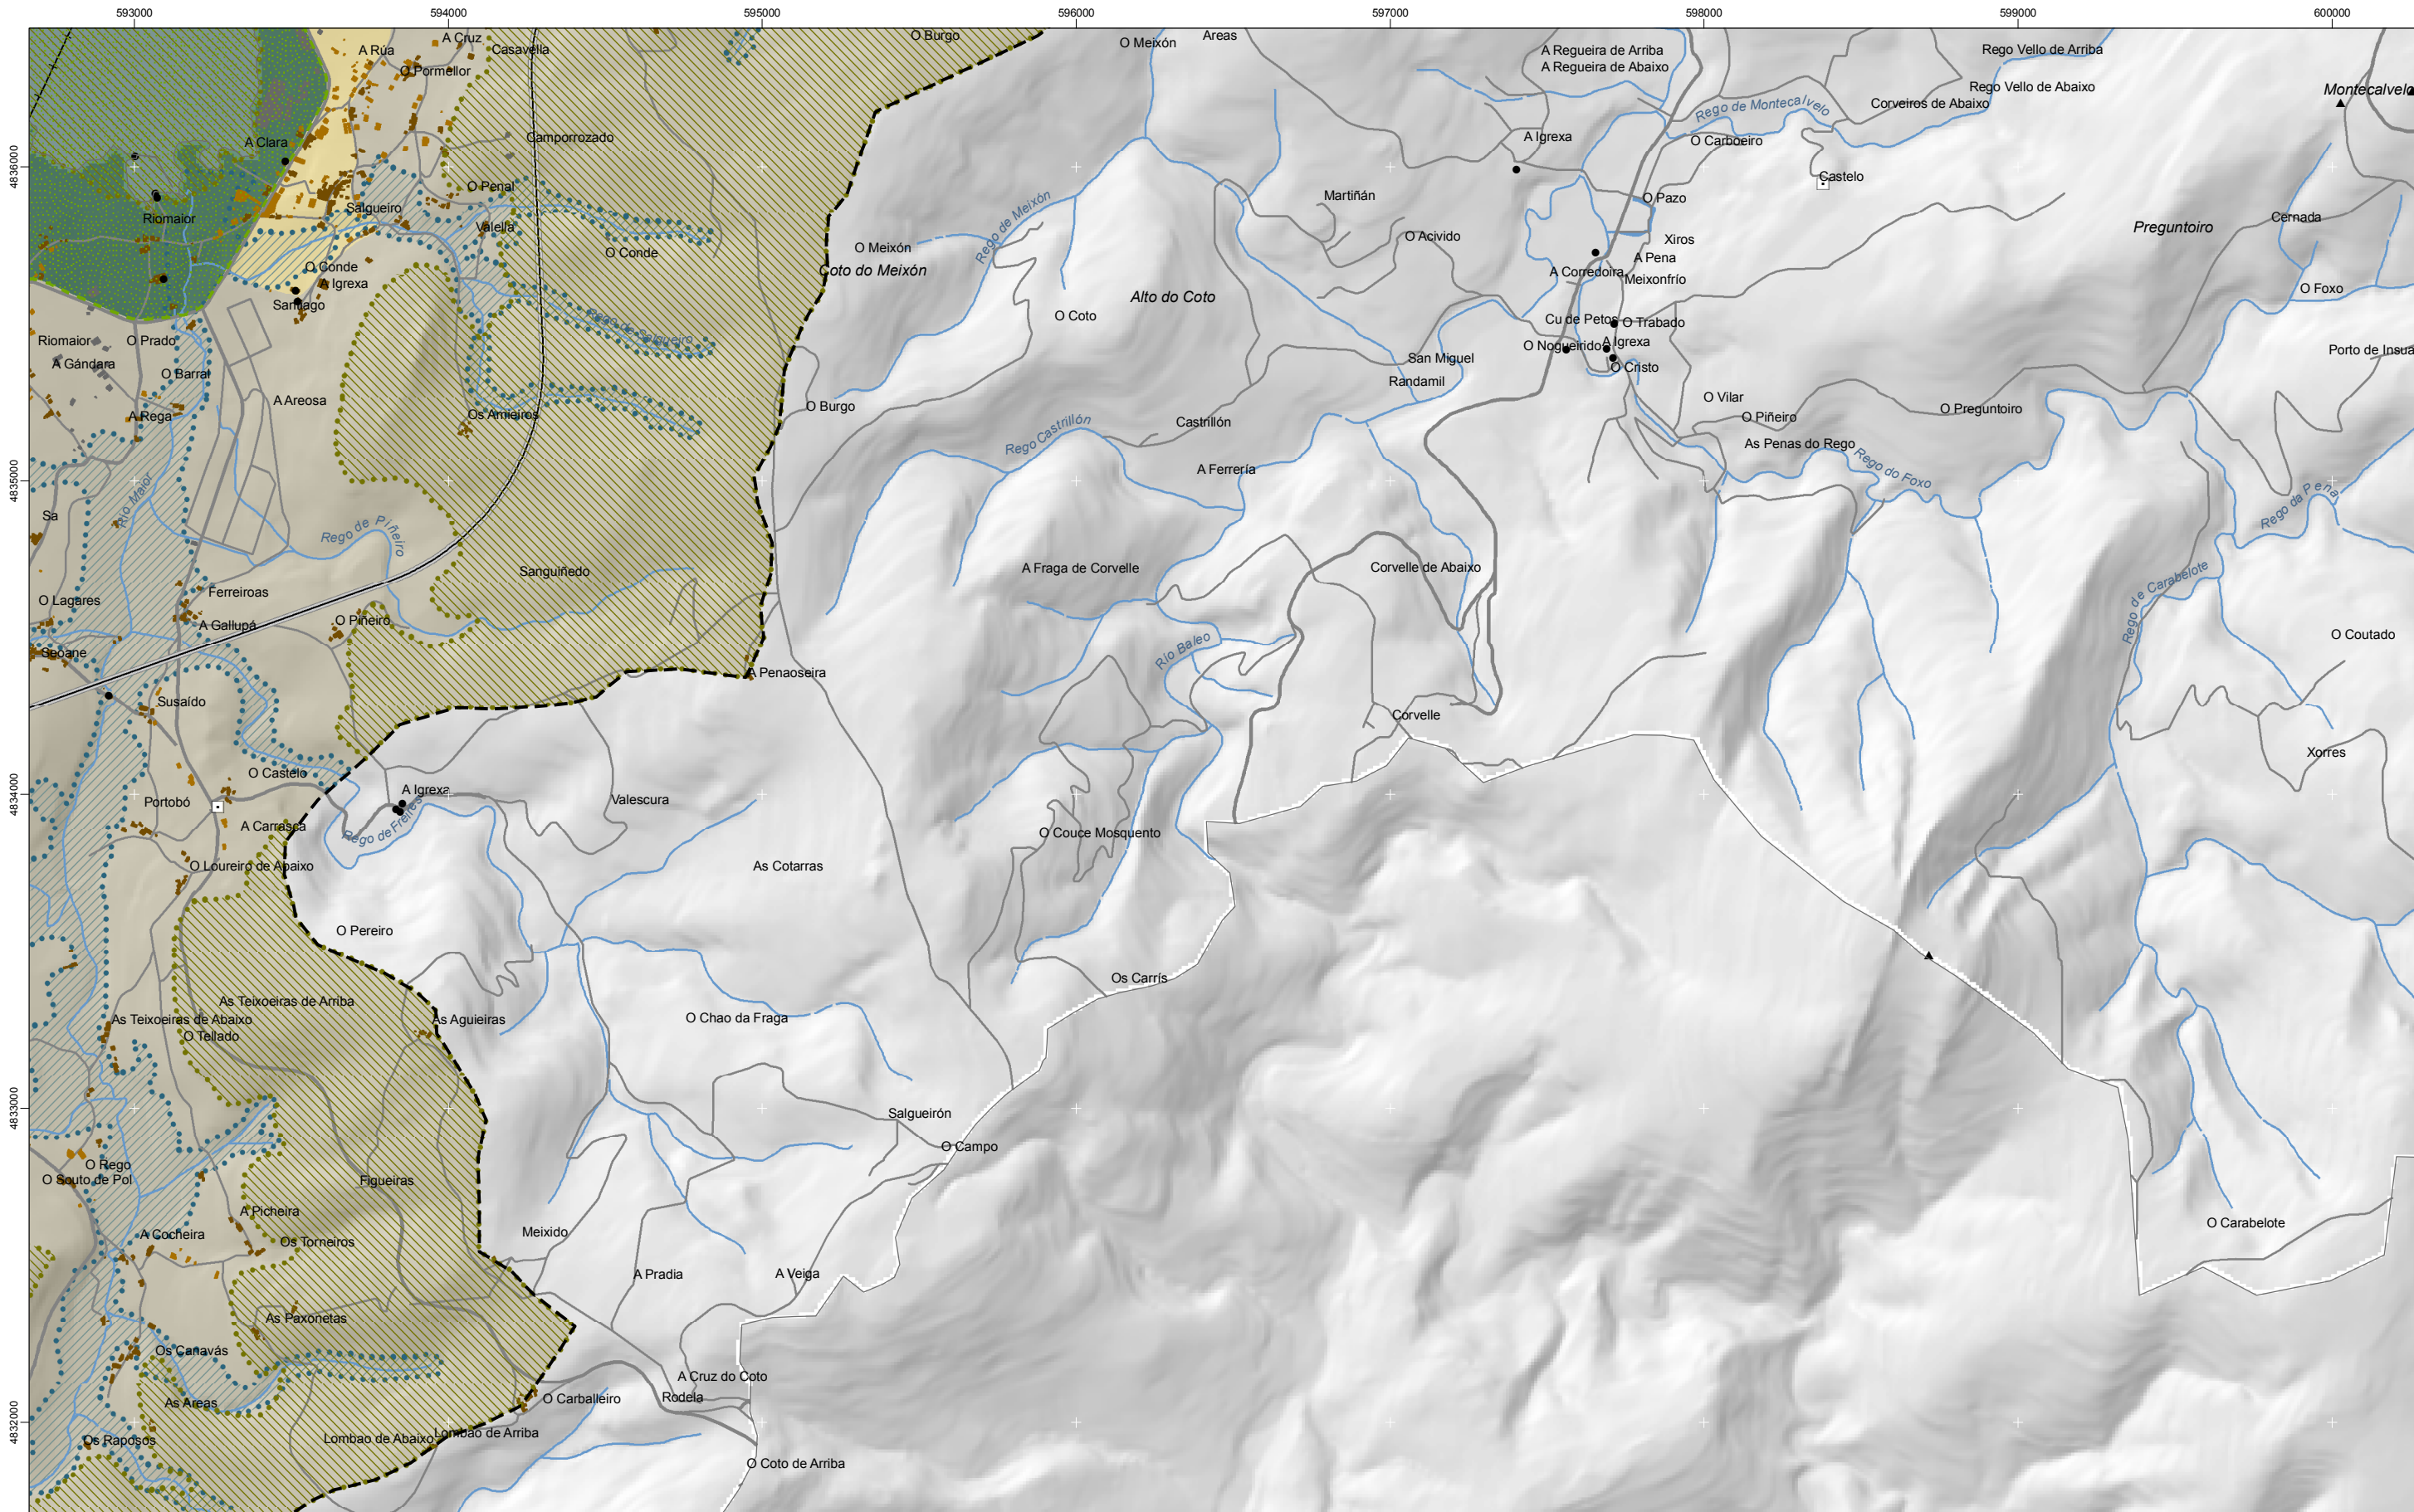 593000
594000
595000
596000
597000
598000
599000
600000
A Cruz
O Burgo
Areas
O Meixón
A Rúa
Casavella
A Regueira de Arriba
Rego Vello de Arriba
O Pormellor
A Regueira de Abaixo
Rego Vello de Abaixo
Montecalvelo
Corveiros de Abaixo
Rego de Montecalvelo
Camporrozado
A Igrexa
A Clara
O Carboeiro
4836000
Castelo
O Penal
Martiñán
O Pazo
Salgueiro
Riomaior
Cernada
Valella
Rego de Meixón
Preguntoiro
O Acivido
Xiros
O Meixón
O Conde
A Pena
O Conde
Coto do Meixón
A Corredoira
Meixonfrío
A Igrexa
O Foxo
Alto do Coto
Santiago
O Coto
Cu de Petos
O Trabado
Rego de Salgueiro
Riomaior
O Prado
O Nogueirido
A Igrexa
Porto de Insua
San Miguel
A Gándara
O Cristo
O Barral
Randamil
A Areosa
O Vilar
O Burgo
O Preguntoiro
A Rega
Os Amieiros
O Piñeiro
Rego Castrillón
Castrillón
As Penas do Rego
4835000
A Ferrería
Rego do Foxo
Rego da Pena
Río Maior
Sa
Rego de Piñeiro
Sanguiñedo
A Fraga de Corvelle
Corvelle de Abaixo
Rego de Carabelote
Ferreiroas
O Lagares
O Piñeiro
A Gallupá
O Coutado
Río Baleo
Seoane
A Penaoseira
Susaído
Corvelle
Xorres
O Castelo
4834000
A Igrexa
Portobó
Valescura
A Carrasca
Rego de Freires
O Couce Mosquento
O Loureiro de Abaixo
As Cotarras
O Pereiro
Os Carrís
As Teixoeiras de Arriba
As Teixoeiras de Abaixo
As Aguieiras
O Chao da Fraga
O Tellado
4833000
Salgueirón
O Campo
O Rego
O Souto de Pol
Figueiras
A Picheira
O Carabelote
A Cocheira
Meixido
Os Torneiros
A Pradia
A Veiga
As Paxonetas
Os Canavás
A Cruz do Coto
Rodela
As Areas
O Carballeiro
4832000
Os Raposos
Lombao de Abaixo
Lombao de Arriba
O Coto de Arriba